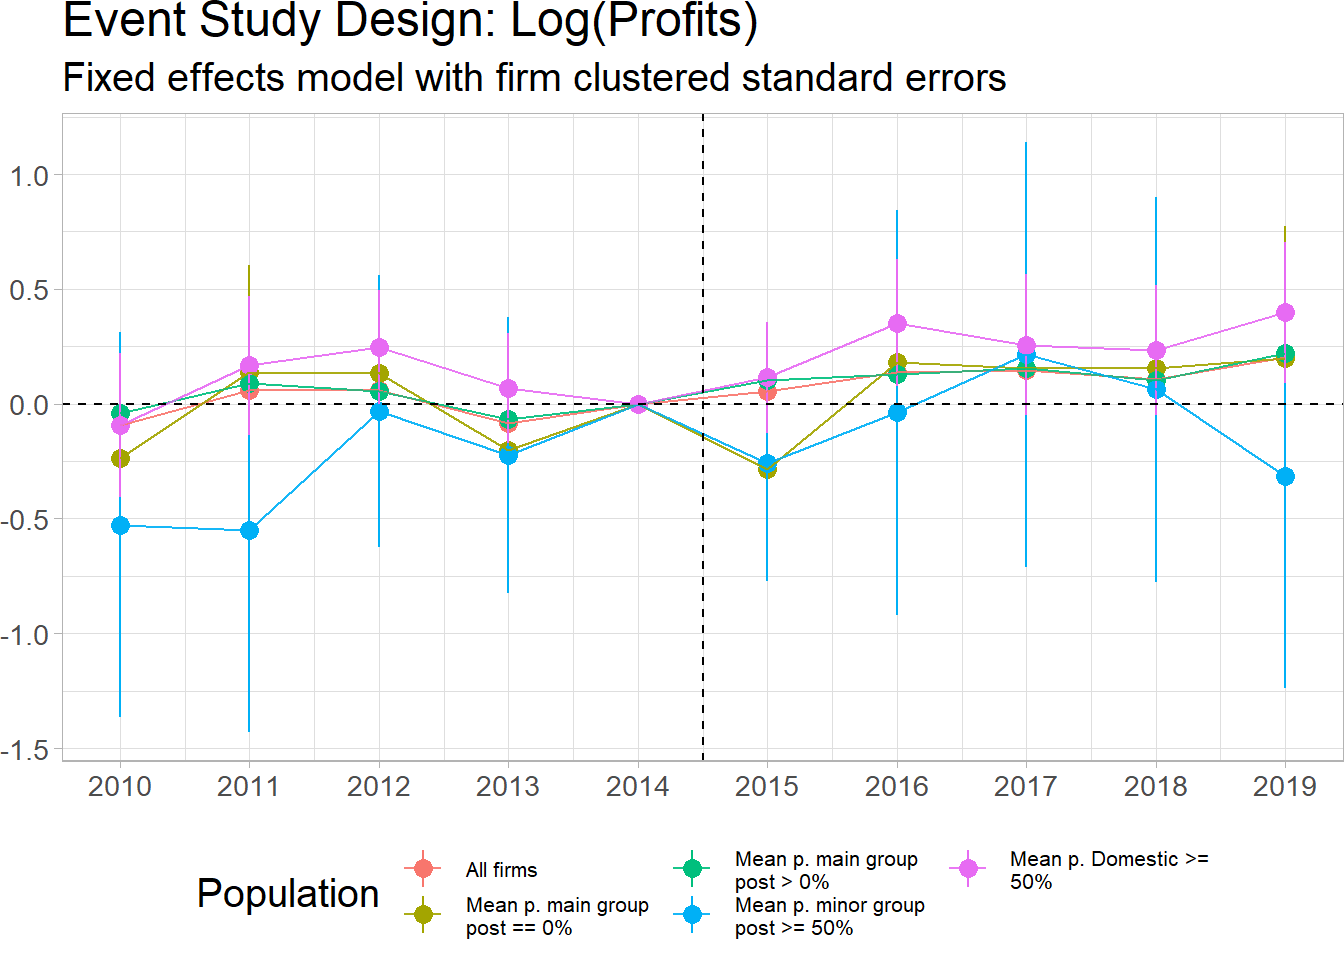 Event Study Design: Log(Profits)
Fixed effects model with firm clustered standard errors
1.0
0.5
0.0
-0.5
-1.0
-1.5
2010 2011 2012 2013 2014 2015 2016 2017 2018 2019
Population
All firms
Mean p. main group
post == 0%
Mean p. main group
post > 0%
Mean p. minor group
post >= 50%
Mean p. Domestic >=
50%